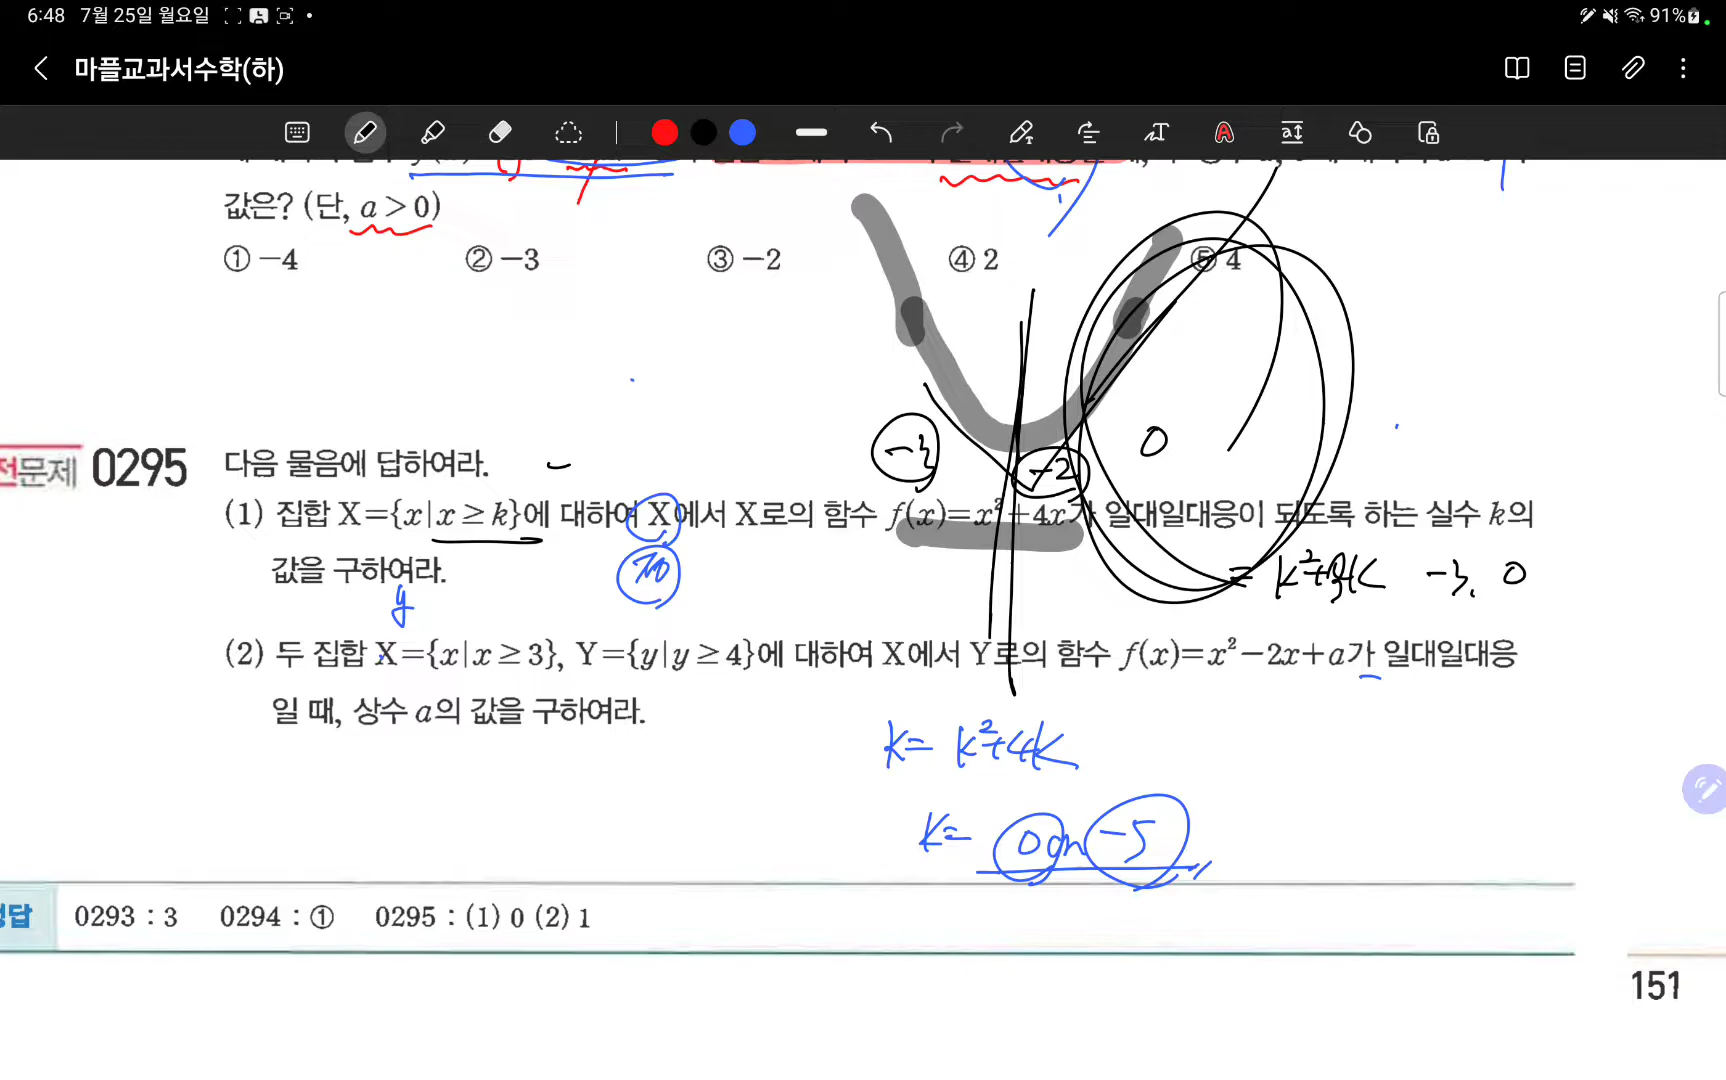 6:48 7월 25일 월요일 91%
마플교과서수학(하)
값은? (단, a>0)
① −4 ② −3 ③ −2 ④ 2 ⑤ 4
−3 −2 0
전문제 0295 다음 물음에 답하여라.
(1) 집합 X={x|x≥k}에 대하여 X에서 X로의 함수 f(x)=x²+4x가 일대일대응이 되도록 하는 실수 k의
값을 구하여라.
−3, 0
y
(2) 두 집합 X={x|x≥3}, Y={y|y≥4}에 대하여 X에서 Y로의 함수 f(x)=x²−2x+a가 일대일대응
일 때, 상수 a의 값을 구하여라.
k= k²+4k
k= 0 or −5
정답 0293 : 3 0294 : ① 0295 : (1) 0 (2) 1
151